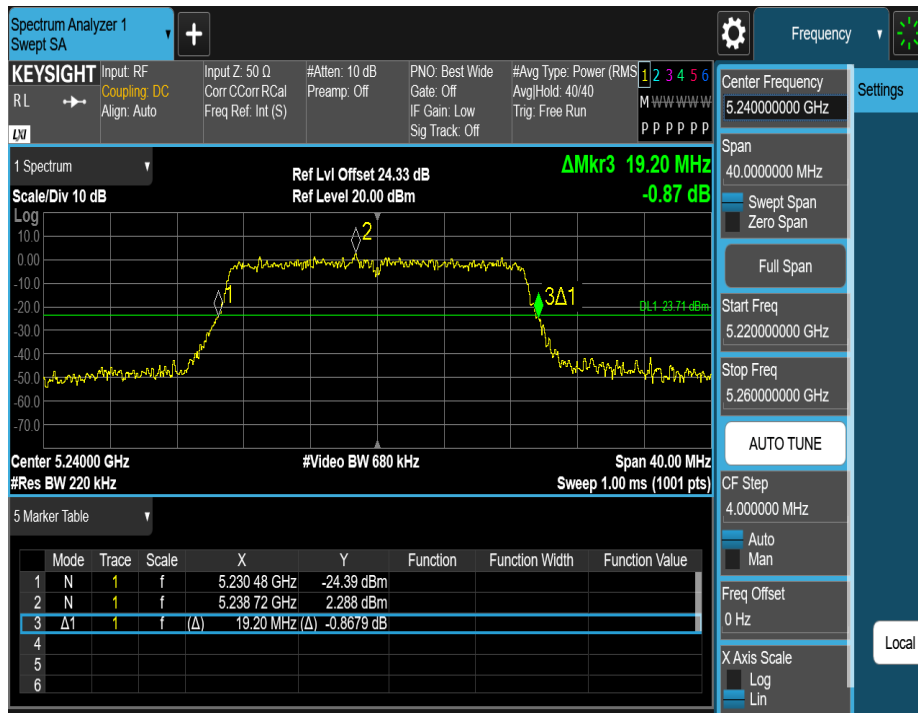 Spectrum Analyzer 1
Swept SA
Frequency
KEYSIGHT
RL
LXI
Input: RF
Coupling: DC
Align: Auto
Input Z: 50 Ω
Corr CCorr RCal
Freq Ref: Int (S)
#Atten: 10 dB
Preamp: Off
PNO: Best Wide
Gate: Off
IF Gain: Low
Sig Track: Off
#Avg Type: Power (RMS
Avg|Hold: 40/40
Trig: Free Run
1 2 3 4 5 6
M W W W W W
P P P P P P
Center Frequency
5.240000000 GHz
Settings
Span
40.0000000 MHz
Swept Span
Zero Span
Full Span
Start Freq
5.220000000 GHz
Stop Freq
5.260000000 GHz
AUTO TUNE
CF Step
4.000000 MHz
Auto
Man
Freq Offset
0 Hz
X Axis Scale
Log
Lin
Local
1 Spectrum
Scale/Div 10 dB
Ref Lvl Offset 24.33 dB
Ref Level 20.00 dBm
ΔMkr3 19.20 MHz
-0.87 dB
Log
10.0
0.00
-10.0
-20.0
-30.0
-40.0
-50.0
-60.0
-70.0
2
1
3Δ1
DL1 -23.71 dBm
Center 5.24000 GHz
#Video BW 680 kHz
Span 40.00 MHz
#Res BW 220 kHz
Sweep 1.00 ms (1001 pts)
5 Marker Table
Mode Trace Scale X Y Function Function Width Function Value
1 N 1 f 5.230 48 GHz -24.39 dBm
2 N 1 f 5.238 72 GHz 2.288 dBm
3 Δ1 1 f (Δ) 19.20 MHz (Δ) -0.8679 dB
4
5
6